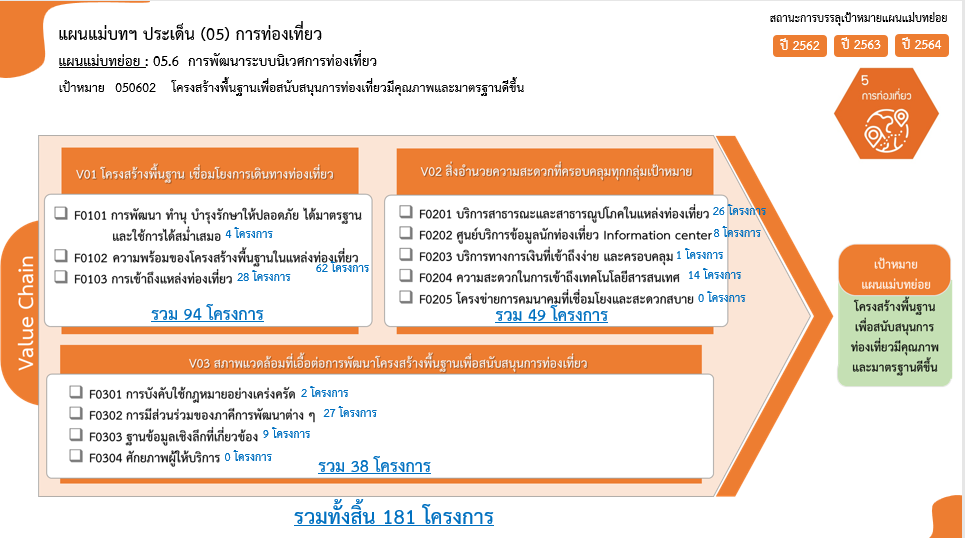 แผนแม่บทฯ ประเด็น (05) การท่องเที่ยว
แผนแม่บทย่อย : 05.6 การพัฒนาระบบนิเวศการท่องเที่ยว
เป้าหมาย 050602 โครงสร้างพื้นฐานเพื่อสนับสนุนการท่องเที่ยวมีคุณภาพและมาตรฐานดีขึ้น
สถานะการบรรลุเป้าหมายแผนแม่บทย่อย
ปี 2562 ปี 2563 ปี 2564
5
การท่องเที่ยว
Value Chain
V01 โครงสร้างพื้นฐาน เชื่อมโยงการเดินทางท่องเที่ยว
F0101 การพัฒนา ทำนุ บำรุงรักษาให้ปลอดภัย ได้มาตรฐาน
และใช้การได้สม่ำเสมอ 4 โครงการ
F0102 ความพร้อมของโครงสร้างพื้นฐานในแหล่งท่องเที่ยว
62 โครงการ
F0103 การเข้าถึงแหล่งท่องเที่ยว 28 โครงการ
รวม 94 โครงการ
V02 สิ่งอำนวยความสะดวกที่ครอบคลุมทุกกลุ่มเป้าหมาย
F0201 บริการสาธารณะและสาธารณูปโภคในแหล่งท่องเที่ยว 26 โครงการ
F0202 ศูนย์บริการข้อมูลนักท่องเที่ยว Information center 8 โครงการ
F0203 บริการทางการเงินที่เข้าถึงง่าย และครอบคลุม 1 โครงการ
F0204 ความสะดวกในการเข้าถึงเทคโนโลยีสารสนเทศ 14 โครงการ
F0205 โครงข่ายการคมนาคมที่เชื่อมโยงและสะดวกสบาย 0 โครงการ
รวม 49 โครงการ
V03 สภาพแวดล้อมที่เอื้อต่อการพัฒนาโครงสร้างพื้นฐานเพื่อสนับสนุนการท่องเที่ยว
F0301 การบังคับใช้กฎหมายอย่างเคร่งครัด 2 โครงการ
F0302 การมีส่วนร่วมของภาคีการพัฒนาต่าง ๆ 27 โครงการ
F0303 ฐานข้อมูลเชิงลึกที่เกี่ยวข้อง 9 โครงการ
F0304 ศักยภาพผู้ให้บริการ 0 โครงการ
รวม 38 โครงการ
รวมทั้งสิ้น 181 โครงการ
เป้าหมาย
แผนแม่บทย่อย
โครงสร้างพื้นฐาน
เพื่อสนับสนุนการ
ท่องเที่ยวมีคุณภาพ
และมาตรฐานดีขึ้น